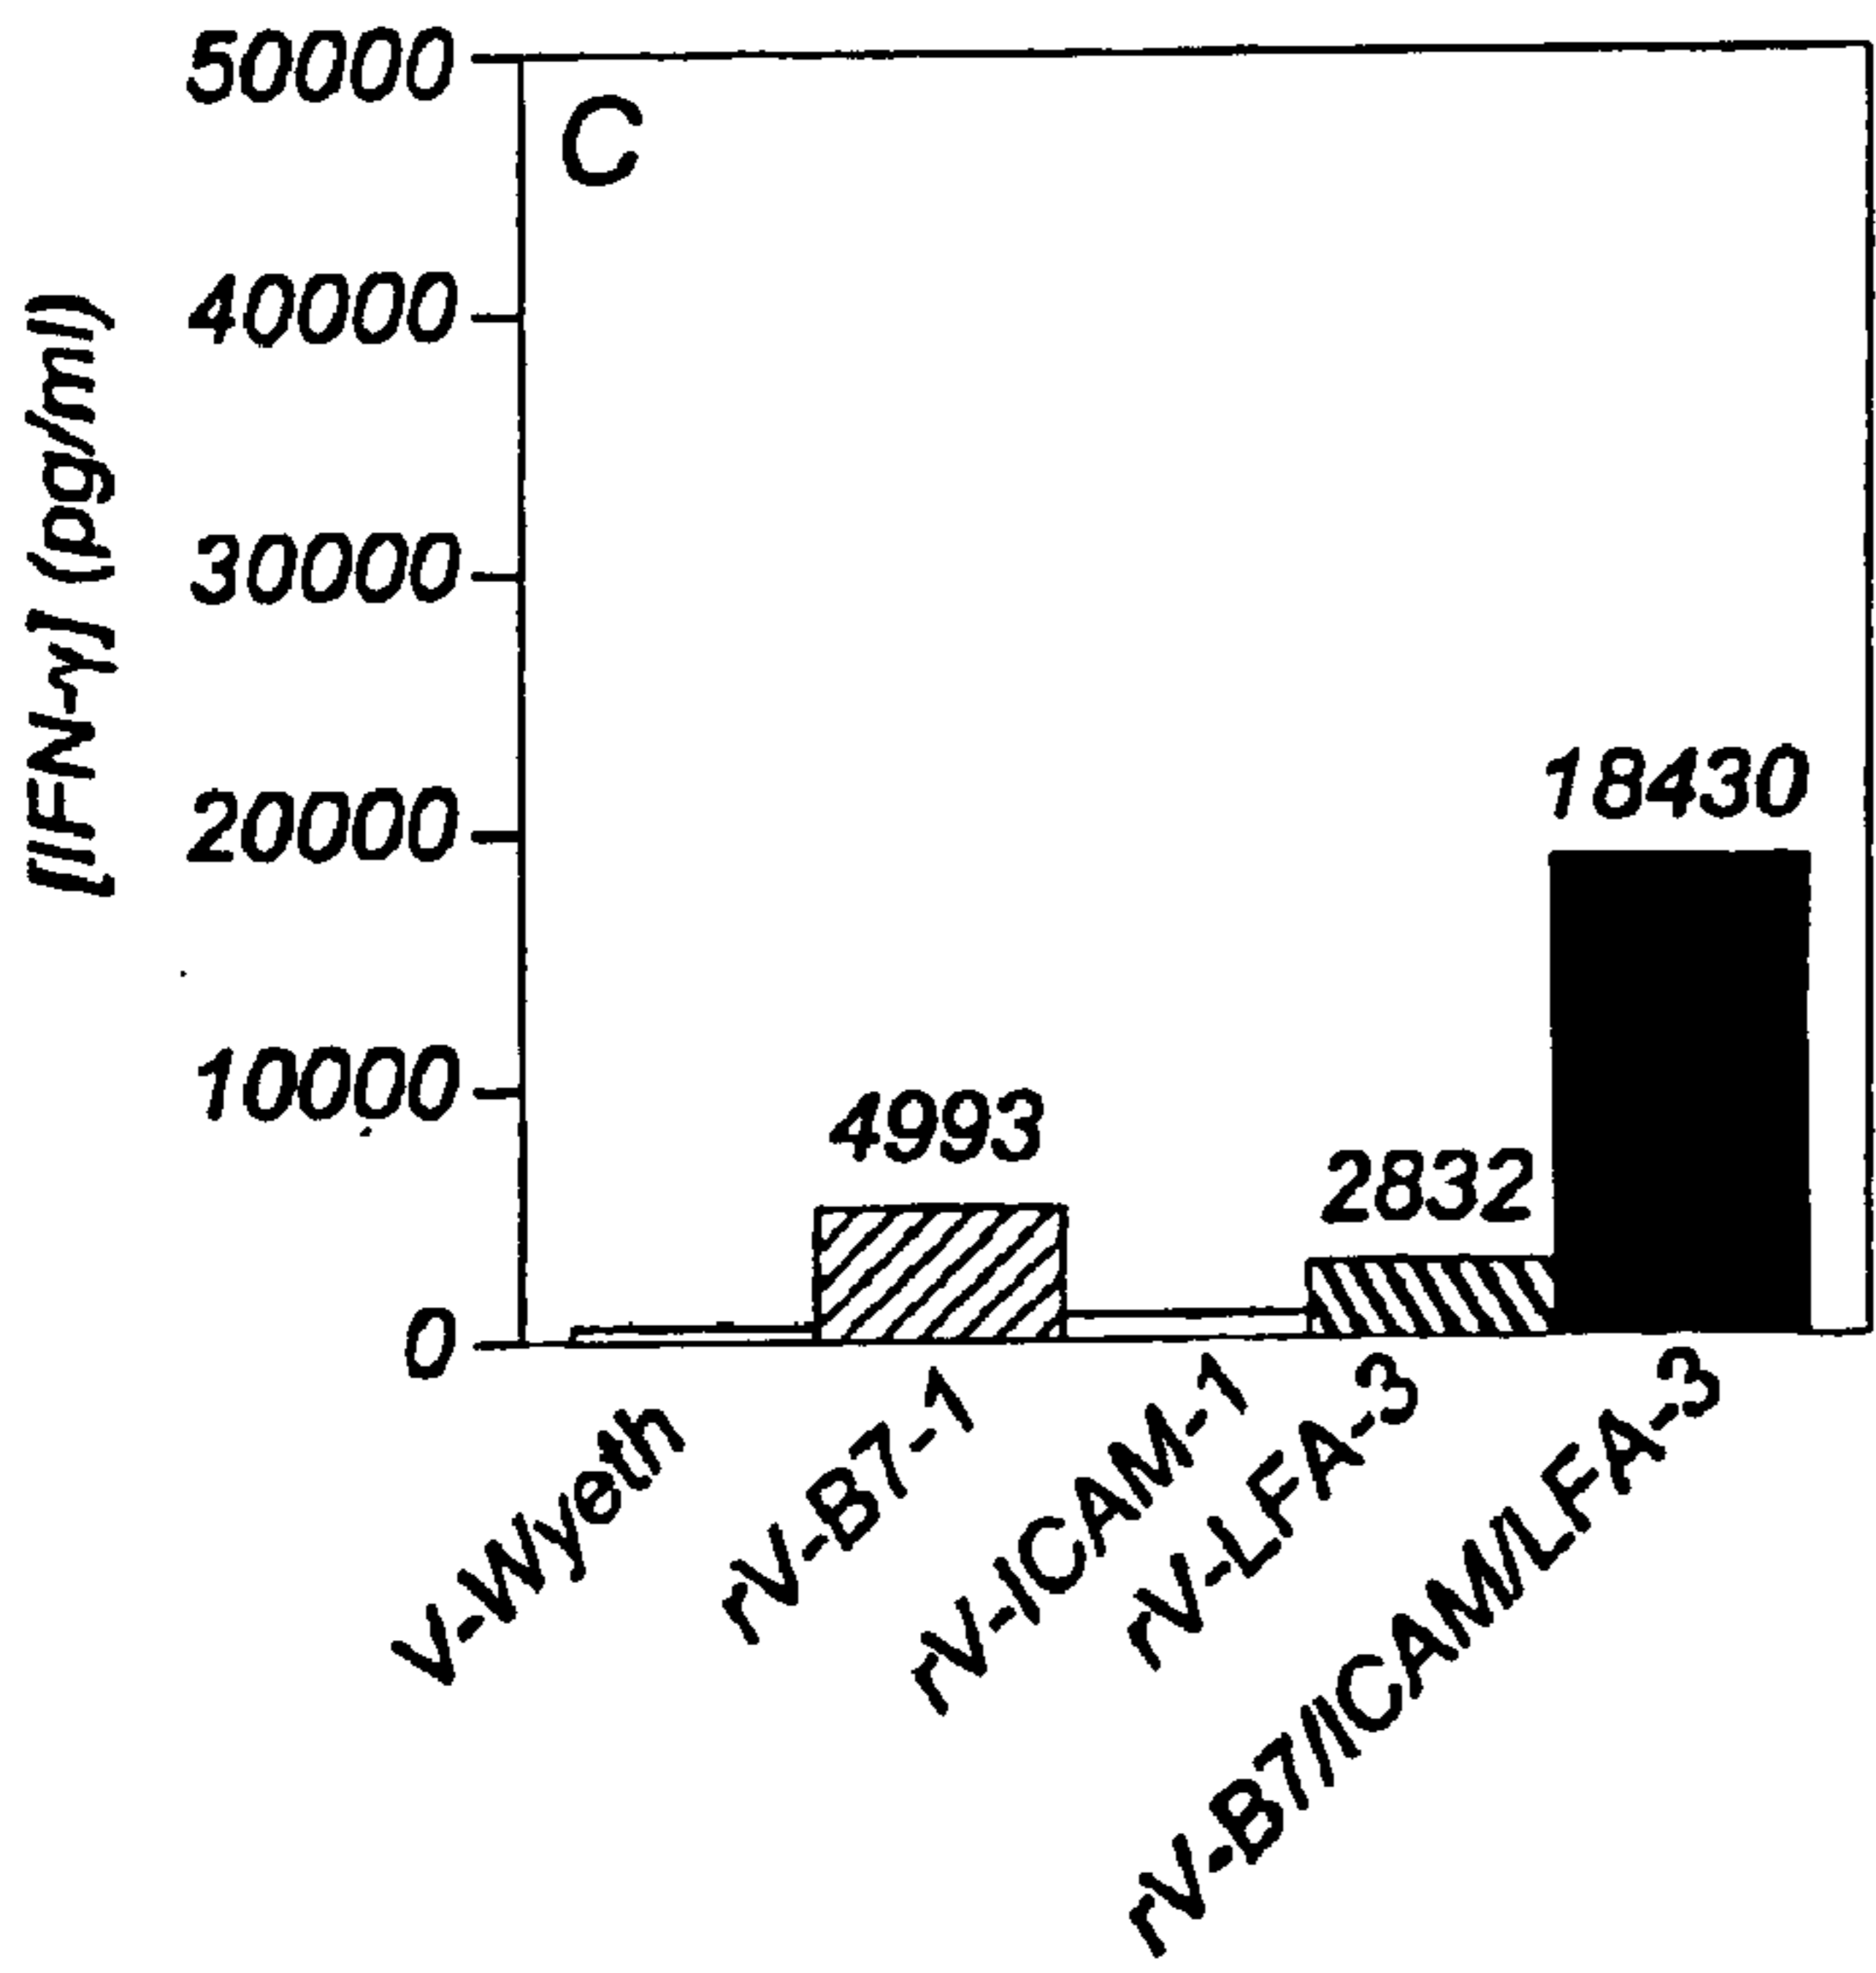 50000
C
40000
30000
20000
10000
0
[IFN-γ] (pg/ml)
18430
4993
2832
V-Wyeth
rV-B7-1
rV-ICAM-1
rV-LFA-3
rV-B7/ICAM/LFA-3